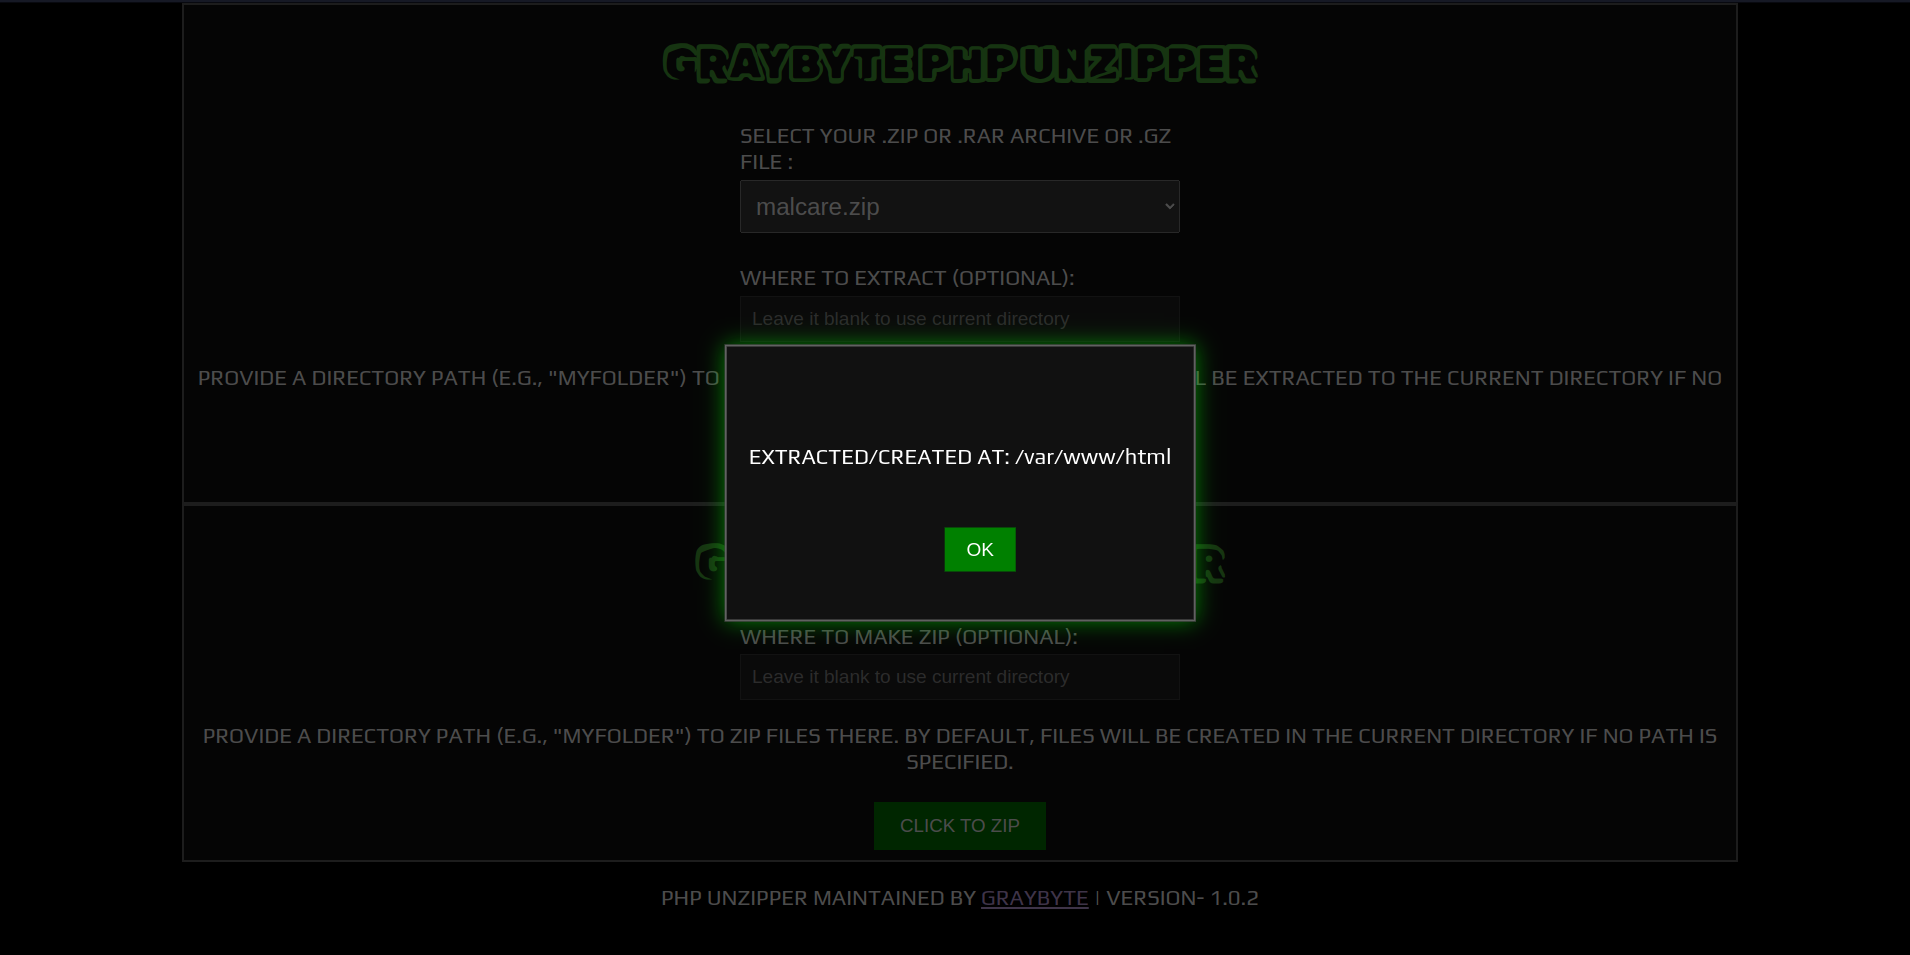 GRAYBYTE PHP UNZIPPER
SELECT YOUR .ZIP OR .RAR ARCHIVE OR .GZ
FILE :
malcare.zip
WHERE TO EXTRACT (OPTIONAL):
Leave it blank to use current directory
PROVIDE A DIRECTORY PATH (E.G., "MYFOLDER") TO L BE EXTRACTED TO THE CURRENT DIRECTORY IF NO
EXTRACTED/CREATED AT: /var/www/html
OK
G R
WHERE TO MAKE ZIP (OPTIONAL):
Leave it blank to use current directory
PROVIDE A DIRECTORY PATH (E.G., "MYFOLDER") TO ZIP FILES THERE. BY DEFAULT, FILES WILL BE CREATED IN THE CURRENT DIRECTORY IF NO PATH IS
SPECIFIED.
CLICK TO ZIP
PHP UNZIPPER MAINTAINED BY GRAYBYTE | VERSION- 1.0.2